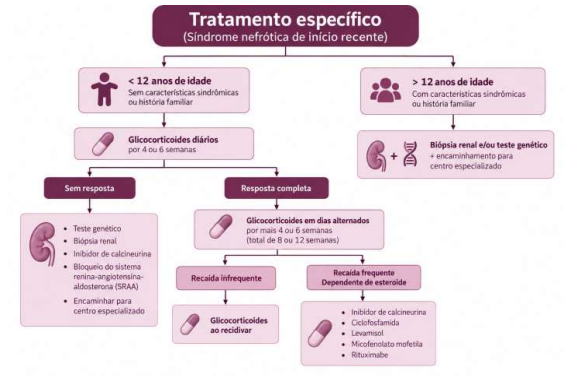 Tratamento específico
(Síndrome nefrótica de início recente)
< 12 anos de idade
Sem características sindrômicas
ou história familiar
> 12 anos de idade
Com características sindrômicas
ou história familiar
Glicocorticoides diários
por 4 ou 6 semanas
Biópsia renal e/ou teste genético
+ encaminhamento para
centro especializado
+
Sem resposta
Resposta completa
• Teste genético
• Biópsia renal
• Inibidor de calcineurina
• Bloqueio do sistema
renina-angiotensina-
aldosterona (SRAA)
• Encaminhar para
centro especializado
Glicocorticoides em dias alternados
por mais 4 ou 6 semanas
(total de 8 ou 12 semanas)
Recaída infrequente
Recaída frequente
Dependente de esteroide
Glicocorticoides
ao recidivar
• Inibidor de calcineurina
• Ciclofosfamida
• Levamisol
• Micofenolato mofetila
• Rituximabe